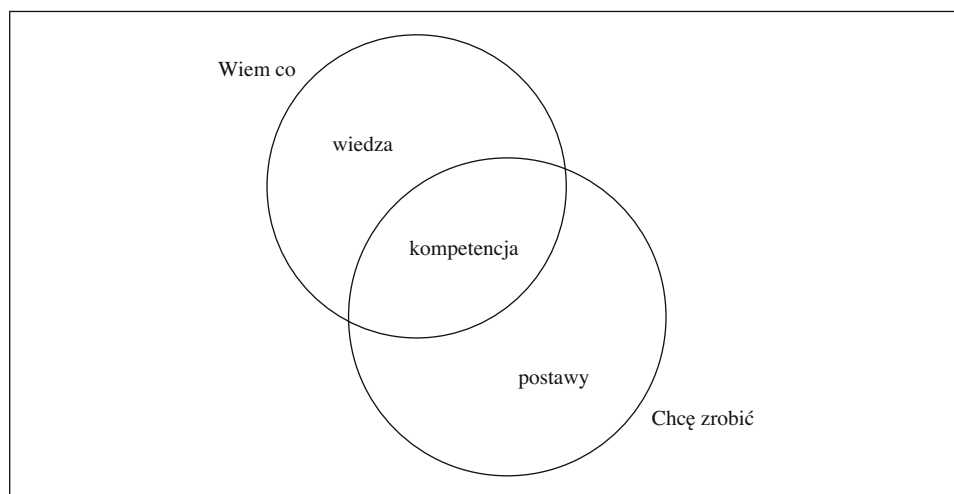 Wiem co
wiedza
kompetencja
postawy
Chcę zrobić